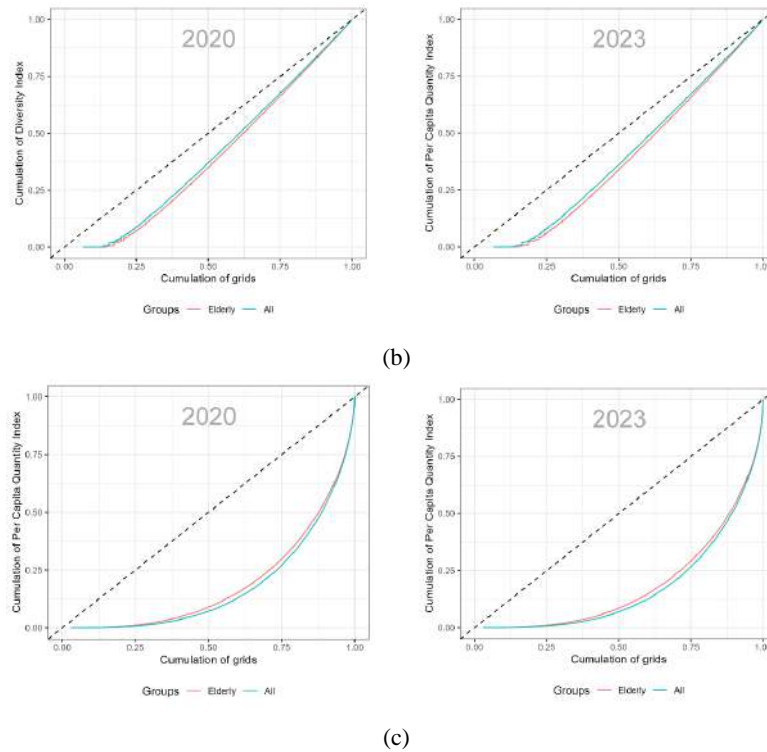 2020
Cumulation of Diversity Index
1.00
0.75
0.50
0.25
0.00
0.00 0.25 0.50 0.75 1.00
Cumulation of grids
Groups Elderly All
2023
Cumulation of Per Capita Quantity Index
1.00
0.75
0.50
0.25
0.00
0.00 0.25 0.50 0.75 1.00
Cumulation of grids
Groups Elderly All
(b)
2020
Cumulation of Per Capita Quantity Index
1.00
0.75
0.50
0.25
0.00
0.00 0.25 0.50 0.75 1.00
Cumulation of grids
Groups Elderly All
2023
Cumulation of Per Capita Quantity Index
1.00
0.75
0.50
0.25
0.00
0.00 0.25 0.50 0.75 1.0
Cumulation of grids
Groups Elderly All
(c)